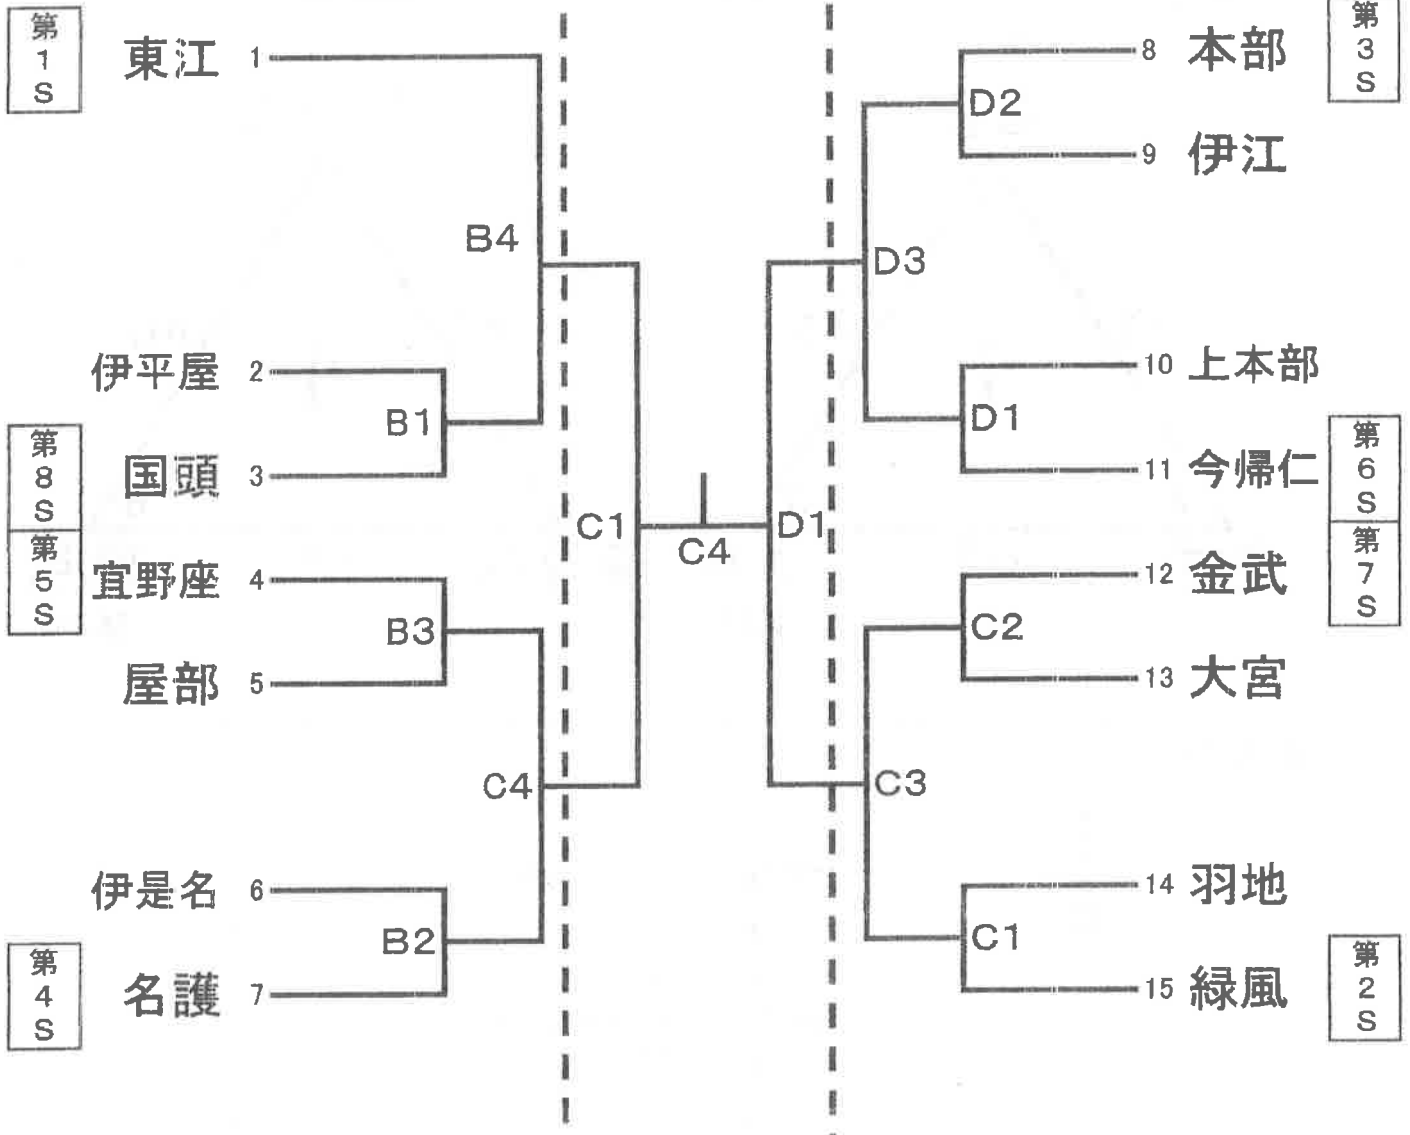 第1S
東江 1
B4
伊平屋 2
B1
国頭 3
第8S
第5S
宜野座 4
B3
屋部 5
C4
伊是名 6
B2
名護 7
第4S
C1
C4
D1
8 本部
第3S
D2
9 伊江
D3
10 上本部
D1
11 今帰仁
第6S
第7S
12 金武
C2
13 大宮
C3
14 羽地
C1
15 緑風
第2S